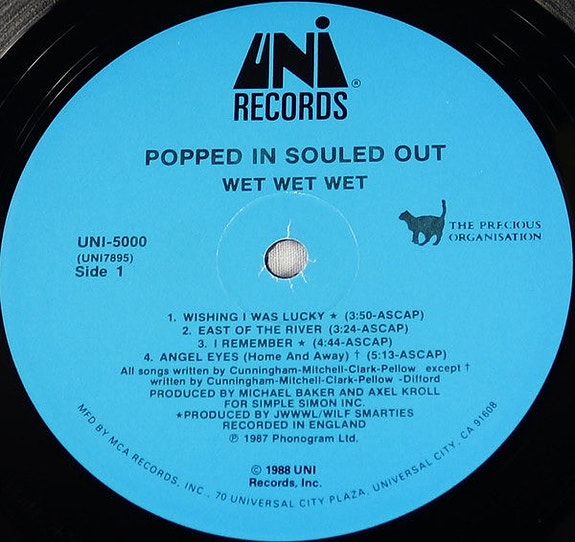 UNI®
RECORDS
POPPED IN SOULED OUT
WET WET WET
THE PRECIOUS
ORGANISATION
UNI-5000
(UNI7895)
Side 1
1. WISHING I WAS LUCKY ★ (3:50-ASCAP)
2. EAST OF THE RIVER (3:24-ASCAP)
3. I REMEMBER ★ (4:44-ASCAP)
4. ANGEL EYES (Home And Away) † (5:13-ASCAP)
All songs written by Cunningham-Mitchell-Clark-Pellow except †
written by Cunningham-Mitchell-Clark-Pellow -Difford
PRODUCED BY MICHAEL BAKER AND AXEL KROLL
FOR SIMPLE SIMON INC.
★PRODUCED BY JWWWL/WILF SMARTIES
RECORDED IN ENGLAND
℗ 1987 Phonogram Ltd.
© 1988 UNI
Records, Inc.
MFD BY MCA RECORDS, INC., 70 UNIVERSAL CITY PLAZA, UNIVERSAL CITY, CA 91608